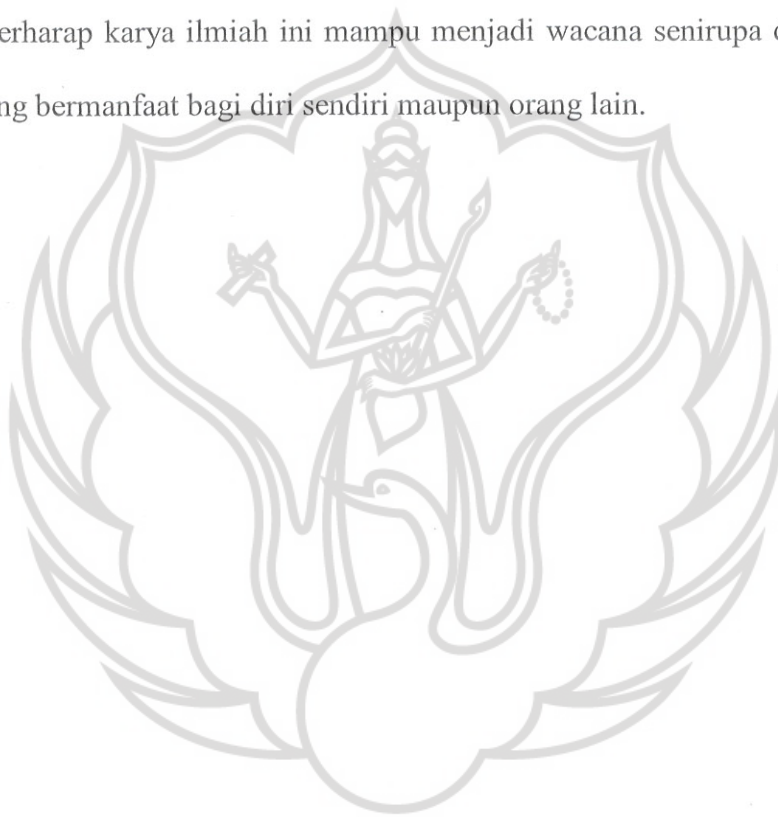 erharap karya ilmiah ini mampu menjadi wacana senirupa
ng bermanfaat bagi diri sendiri maupun orang lain.